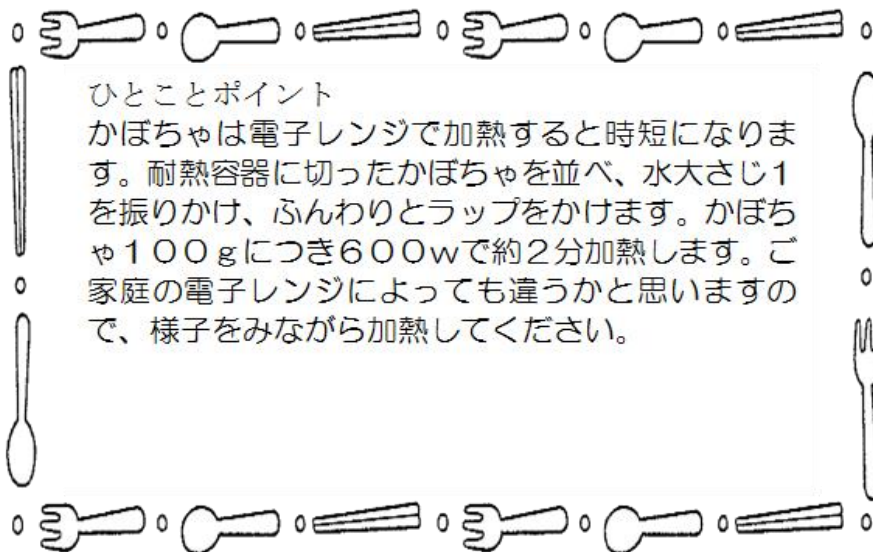 ひとことポイント
かぼちゃは電子レンジで加熱すると時短になりま
す。耐熱容器に切ったかぼちゃを並べ、水大さじ1
を振りかけ、ふんわりとラップをかけます。かぼち
ゃ１００ｇにつき６００ｗで約２分加熱します。ご
家庭の電子レンジによっても違うかと思いますの
で、様子をみながら加熱してください。